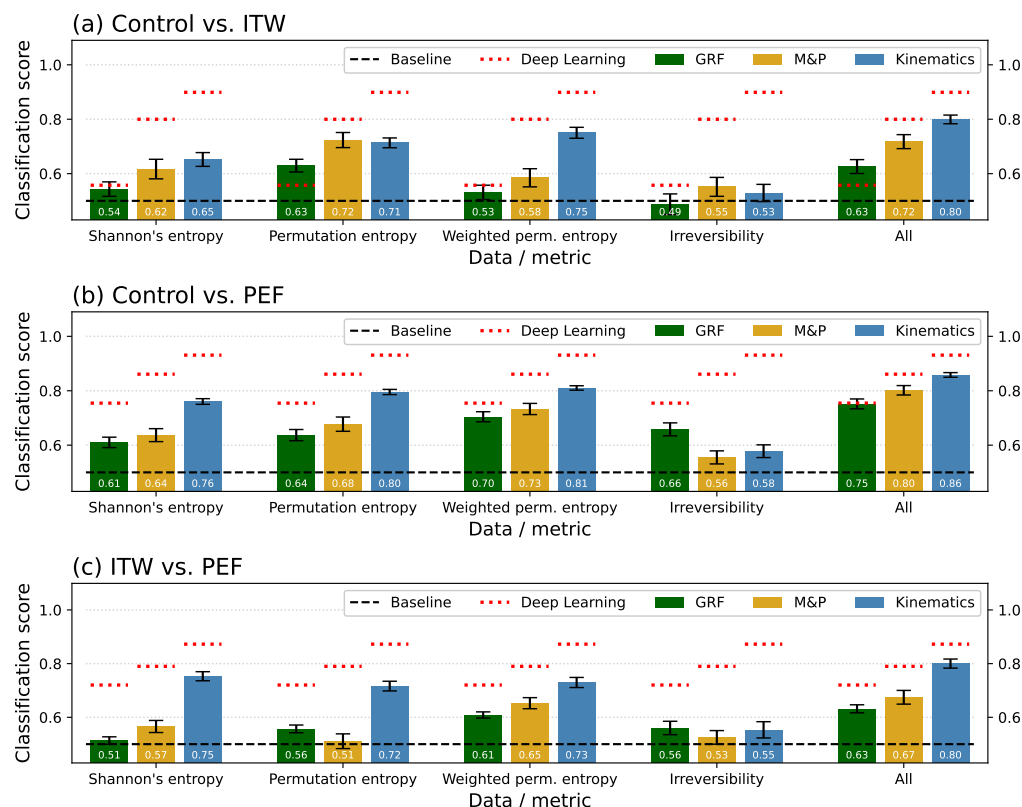 (a) Control vs. ITW
Classification score
1.0
0.8
0.6
1.0
0.8
0.6
Baseline Deep Learning GRF M&P Kinematics
0.54 0.62 0.65 0.63 0.72 0.71 0.53 0.58 0.75 0.49 0.55 0.53 0.63 0.72 0.80
Shannon's entropy Permutation entropy Weighted perm. entropy Irreversibility All
Data / metric
(b) Control vs. PEF
Classification score
1.0
0.8
0.6
1.0
0.8
0.6
Baseline Deep Learning GRF M&P Kinematics
0.61 0.64 0.76 0.64 0.68 0.80 0.70 0.73 0.81 0.66 0.56 0.58 0.75 0.80 0.86
Shannon's entropy Permutation entropy Weighted perm. entropy Irreversibility All
Data / metric
(c) ITW vs. PEF
Classification score
1.0
0.8
0.6
1.0
0.8
0.6
Baseline Deep Learning GRF M&P Kinematics
0.51 0.57 0.75 0.56 0.51 0.72 0.61 0.65 0.73 0.56 0.53 0.55 0.63 0.67 0.80
Shannon's entropy Permutation entropy Weighted perm. entropy Irreversibility All
Data / metric